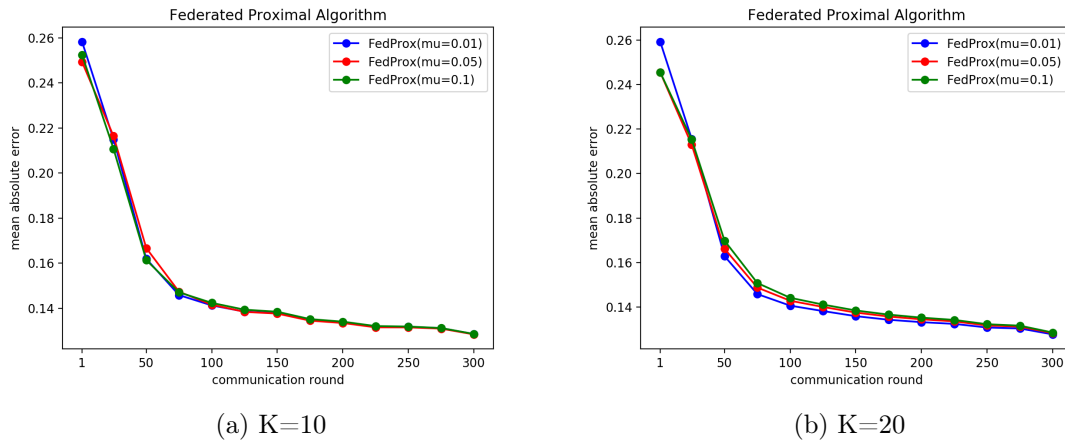 Federated Proximal Algorithm
FedProx(mu=0.01)
FedProx(mu=0.05)
FedProx(mu=0.1)
mean absolute error
0.26
0.24
0.22
0.20
0.18
0.16
0.14
1 50 100 150 200 250 300
communication round
(a) K=10
Federated Proximal Algorithm
FedProx(mu=0.01)
FedProx(mu=0.05)
FedProx(mu=0.1)
mean absolute error
0.26
0.24
0.22
0.20
0.18
0.16
0.14
1 50 100 150 200 250 300
communication round
(b) K=20